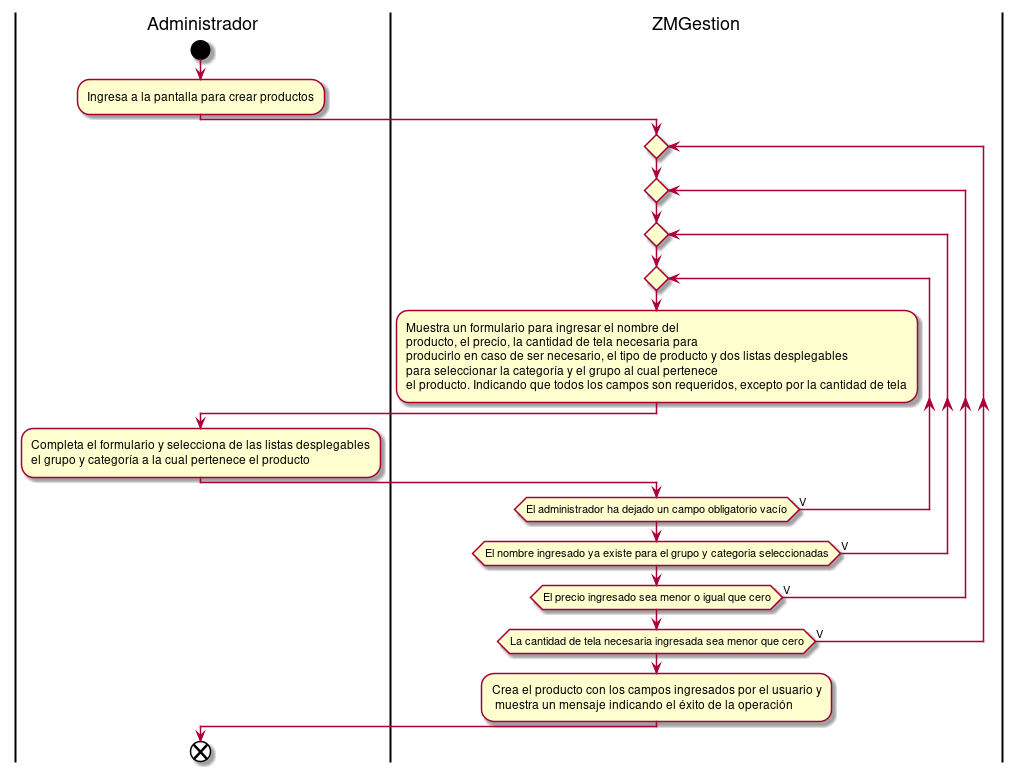 Administrador
ZMGestion
Ingresa a la pantalla para crear productos
Muestra un formulario para ingresar el nombre del
producto, el precio, la cantidad de tela necesaria para
producirlo en caso de ser necesario, el tipo de producto y dos listas desplegables
para seleccionar la categoría y el grupo al cual pertenece
el producto. Indicando que todos los campos son requeridos, excepto por la cantidad de tela
Completa el formulario y selecciona de las listas desplegables
el grupo y categoría a la cual pertenece el producto
El administrador ha dejado un campo obligatorio vacío
V
El nombre ingresado ya existe para el grupo y categoria seleccionadas
V
El precio ingresado sea menor o igual que cero
V
La cantidad de tela necesaria ingresada sea menor que cero
V
Crea el producto con los campos ingresados por el usuario y
muestra un mensaje indicando el éxito de la operación